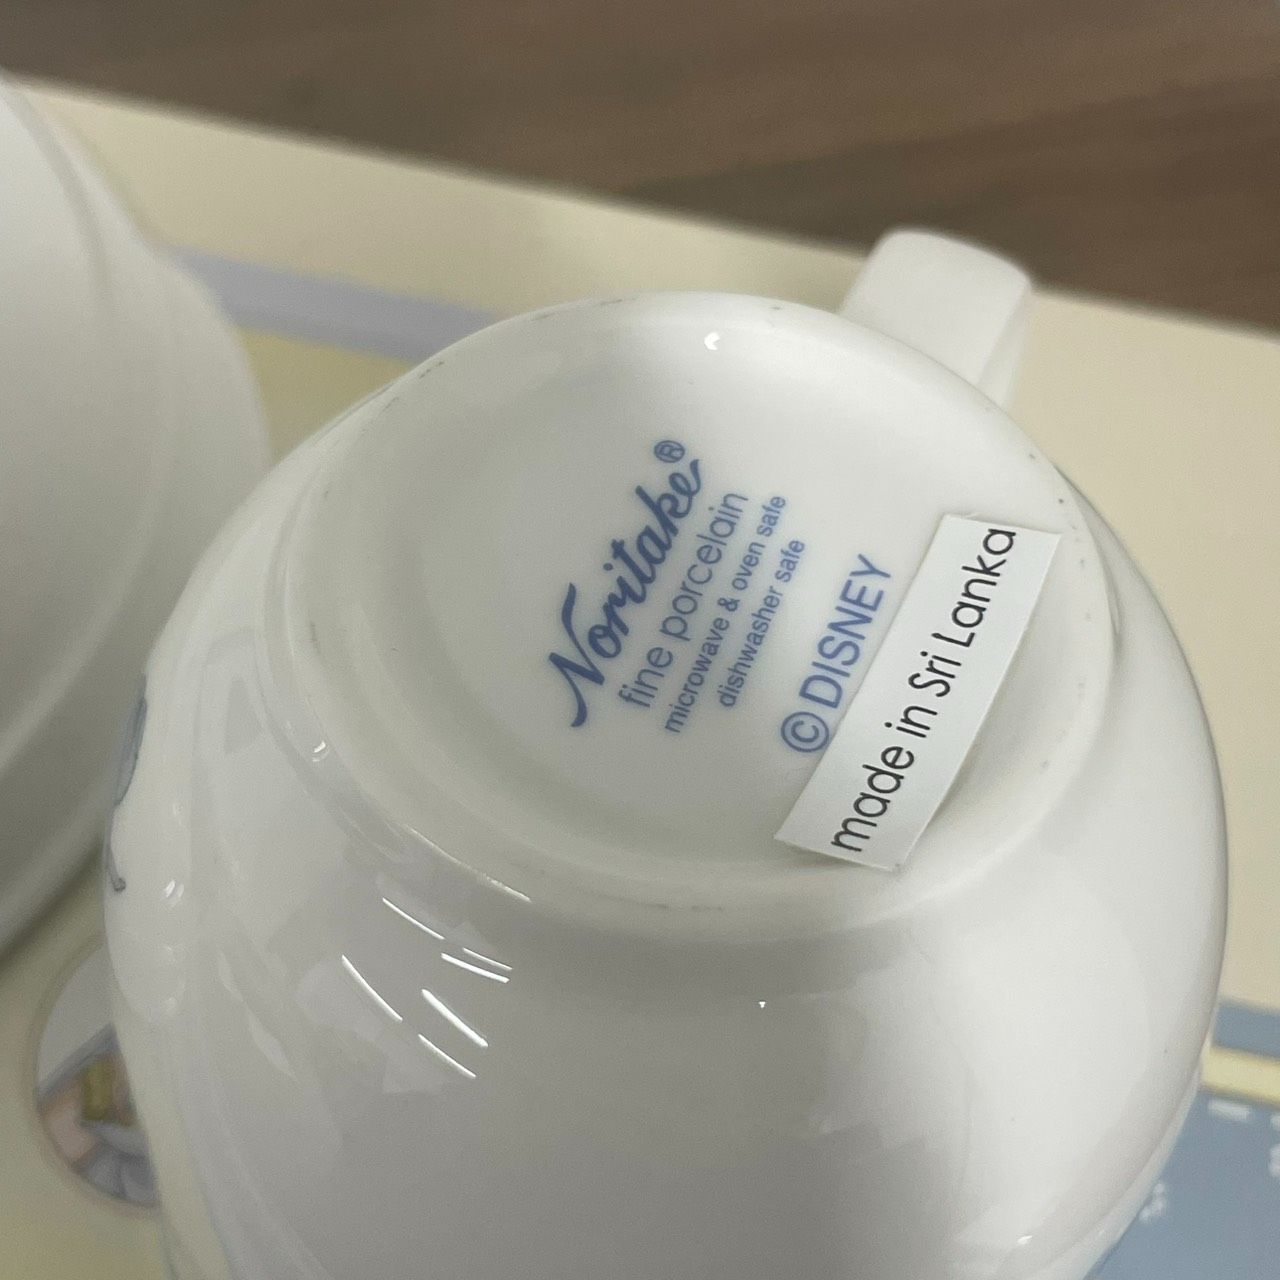 Noritake®
fine porcelain
microwave & oven safe
dishwasher safe
©DISNEY
made in Sri Lanka